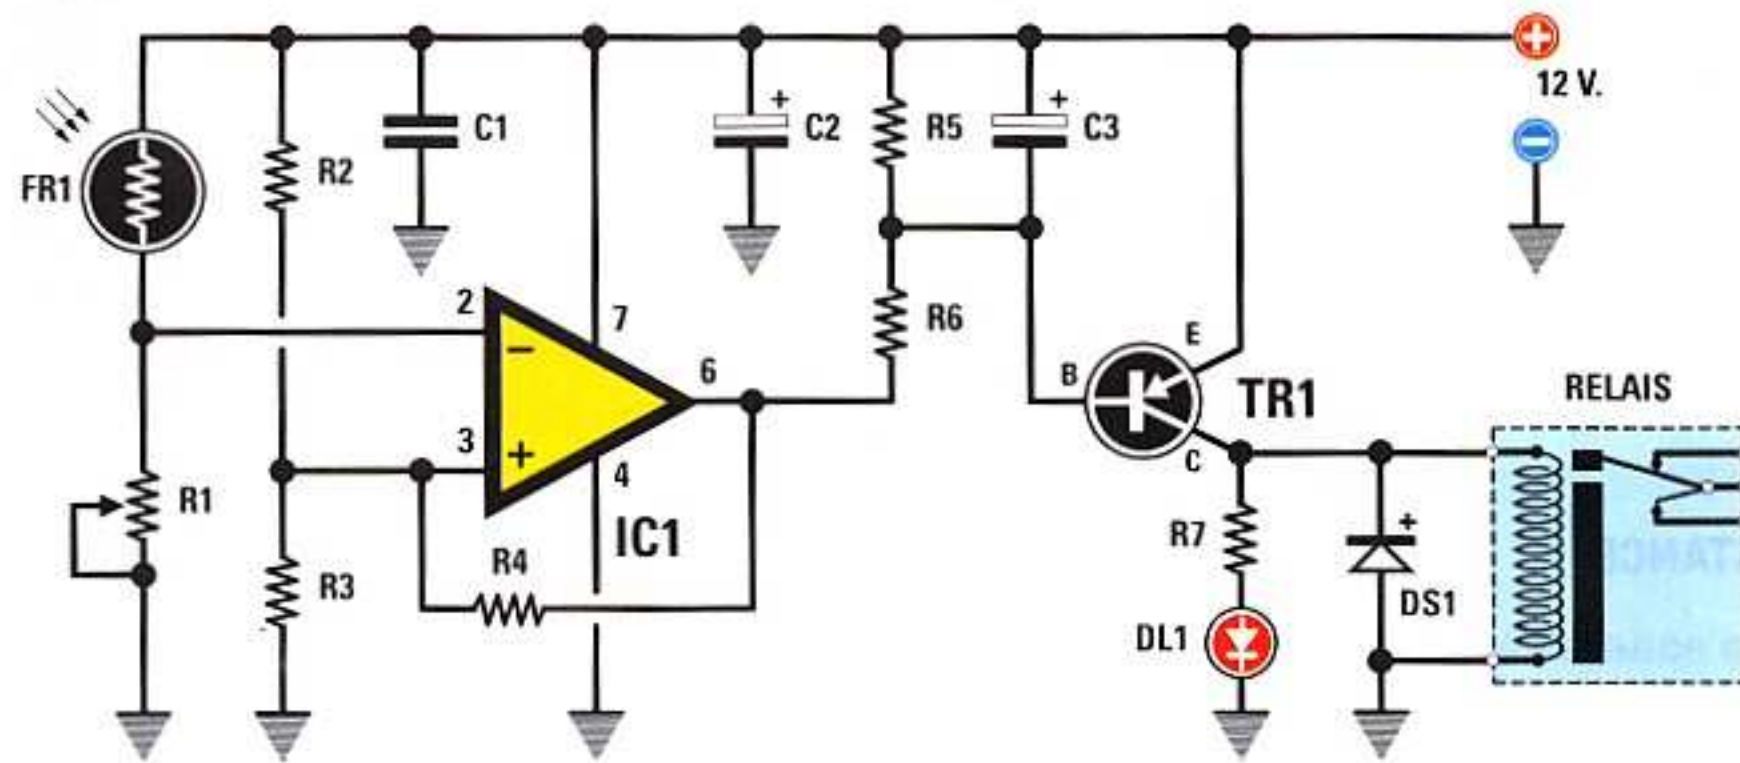 +
12 V.
−
FR1
R2
C1
+
C2
R5
+
C3
R6
2
−
7
6
3
+
4
IC1
R1
R3
R4
B
E
C
TR1
R7
DL1
+
DS1
RELAIS